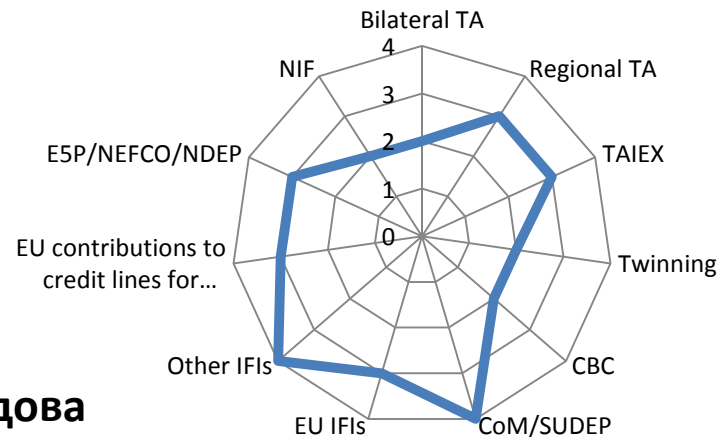 Bilateral TA
4
NIF
Regional TA
3
E5P/NEFCO/NDEP
2
TAIEX
1
EU contributions to
credit lines for…
0
Twinning
Other IFIs
CBC
дова
EU IFIs
CoM/SUDEP